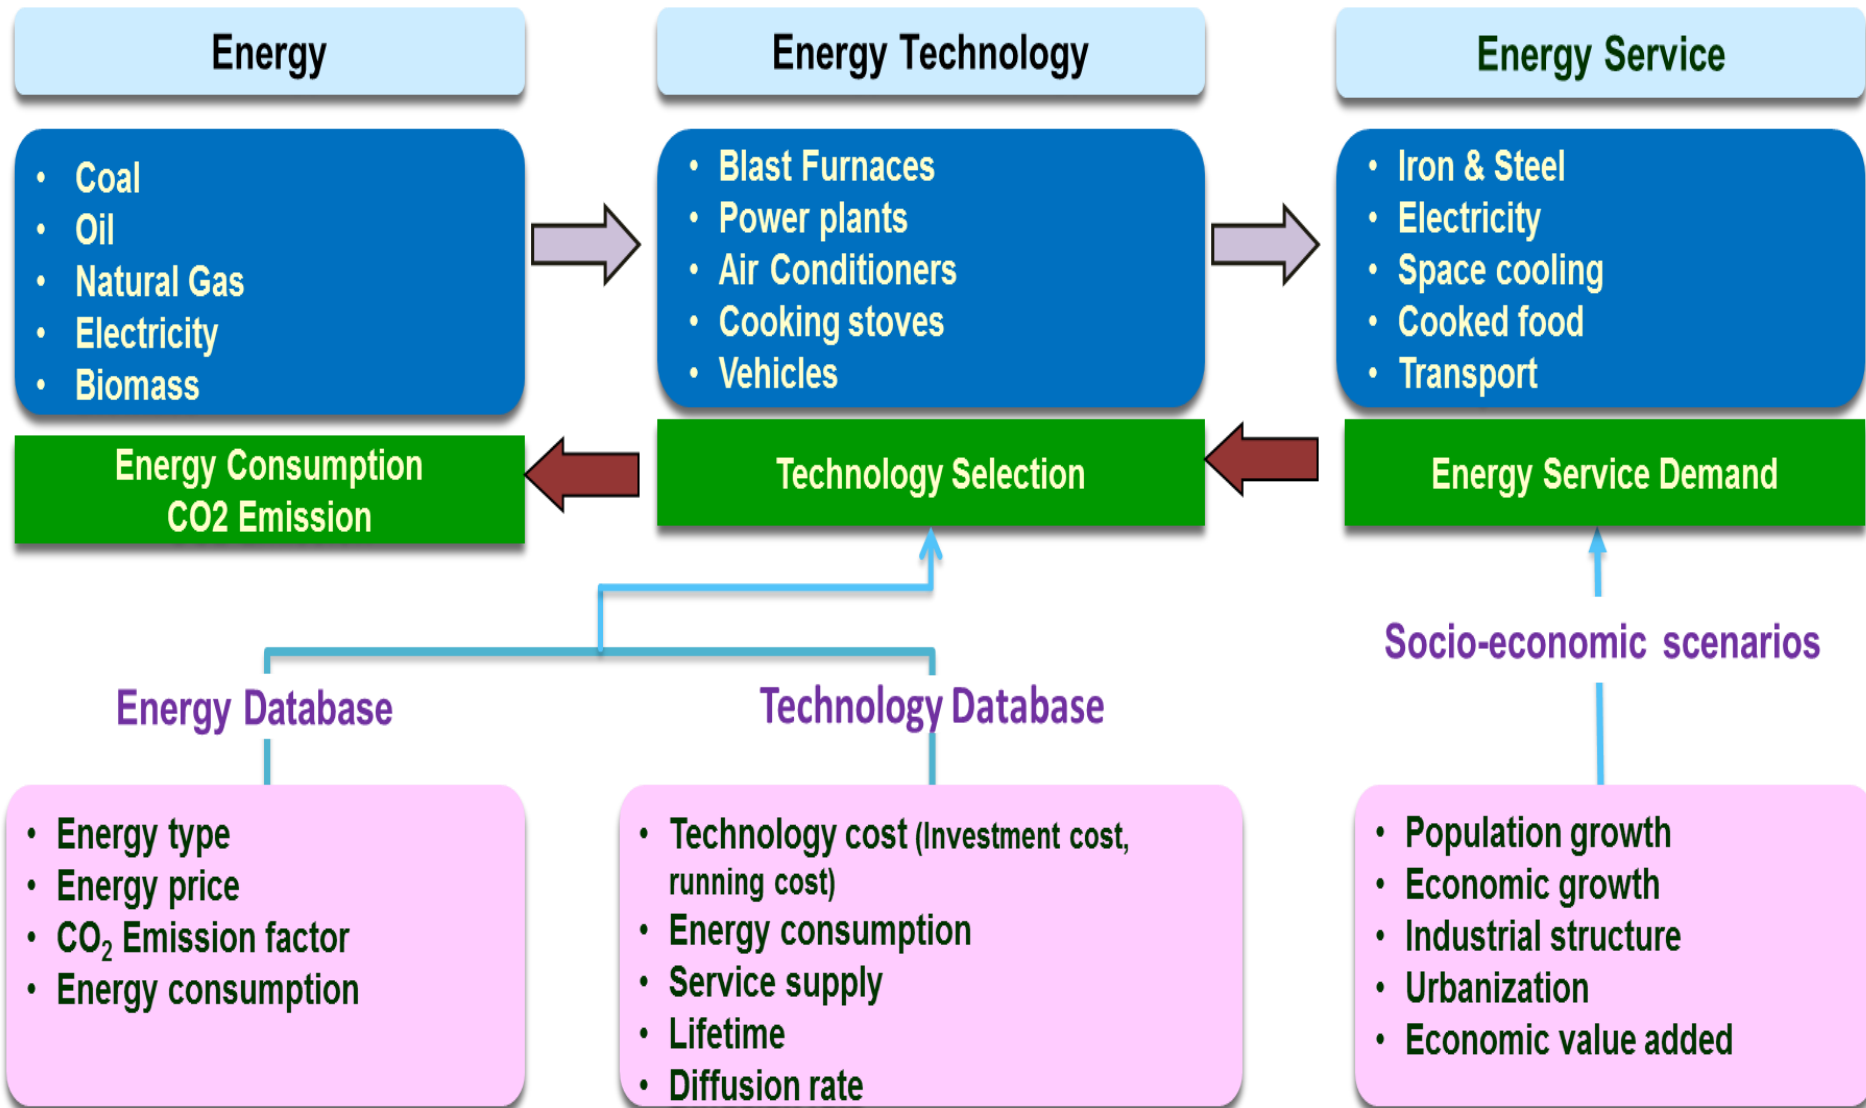 Energy
Energy Technology
Energy Service
• Coal
• Oil
• Natural Gas
• Electricity
• Biomass
• Blast Furnaces
• Power plants
• Air Conditioners
• Cooking stoves
• Vehicles
• Iron & Steel
• Electricity
• Space cooling
• Cooked food
• Transport
Energy Consumption
CO2 Emission
Technology Selection
Energy Service Demand
Energy Database
Technology Database
Socio-economic scenarios
• Energy type
• Energy price
• CO₂ Emission factor
• Energy consumption
• Technology cost (Investment cost,
running cost)
• Energy consumption
• Service supply
• Lifetime
• Diffusion rate
• Population growth
• Economic growth
• Industrial structure
• Urbanization
• Economic value added